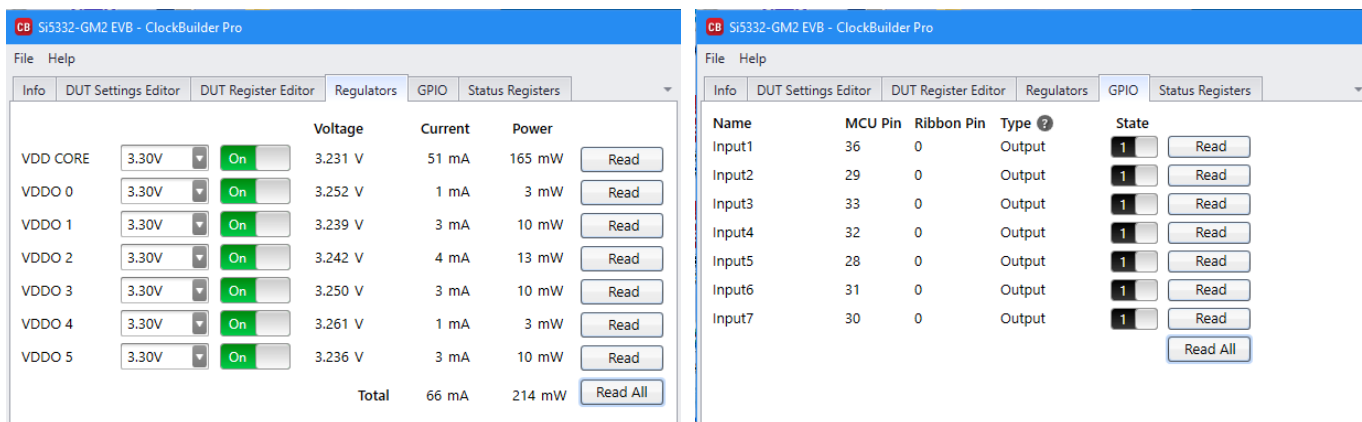 CB Si5332-GM2 EVB - ClockBuilder Pro
File Help
Info DUT Settings Editor DUT Register Editor Regulators GPIO Status Registers
Voltage Current Power
VDD CORE 3.30V On 3.231 V 51 mA 165 mW Read
VDDO 0 3.30V On 3.252 V 1 mA 3 mW Read
VDDO 1 3.30V On 3.239 V 3 mA 10 mW Read
VDDO 2 3.30V On 3.242 V 4 mA 13 mW Read
VDDO 3 3.30V On 3.250 V 3 mA 10 mW Read
VDDO 4 3.30V On 3.261 V 1 mA 3 mW Read
VDDO 5 3.30V On 3.236 V 3 mA 10 mW Read
Total 66 mA 214 mW Read All
CB Si5332-GM2 EVB - ClockBuilder Pro
File Help
Info DUT Settings Editor DUT Register Editor Regulators GPIO Status Registers
Name MCU Pin Ribbon Pin Type ? State
Input1 36 0 Output 1 Read
Input2 29 0 Output 1 Read
Input3 33 0 Output 1 Read
Input4 32 0 Output 1 Read
Input5 28 0 Output 1 Read
Input6 31 0 Output 1 Read
Input7 30 0 Output 1 Read
Read All